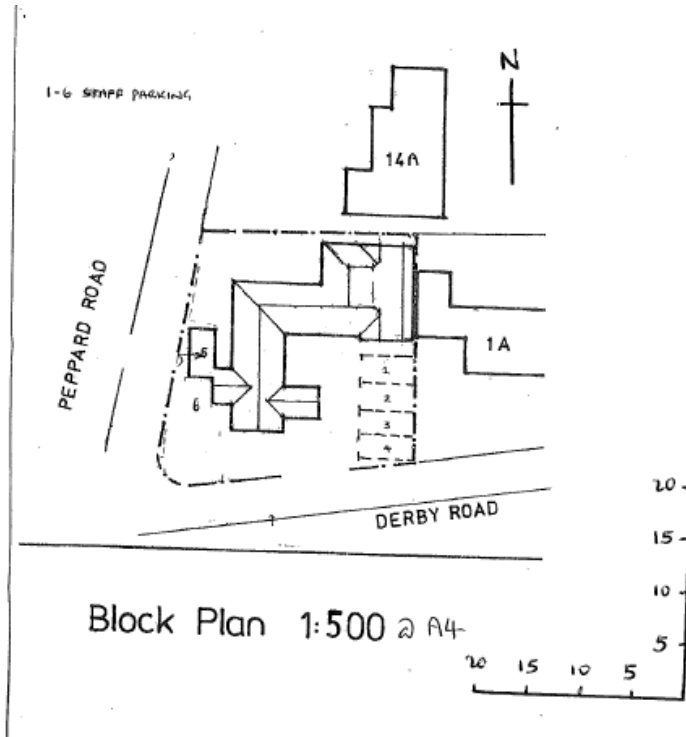 N
1-6 STAFF PARKING
14A
PEPPARD ROAD
5
1A
1
2
6
3
4
DERBY ROAD
20
15
10
5
Block Plan 1:500 @ A4
20 15 10 5